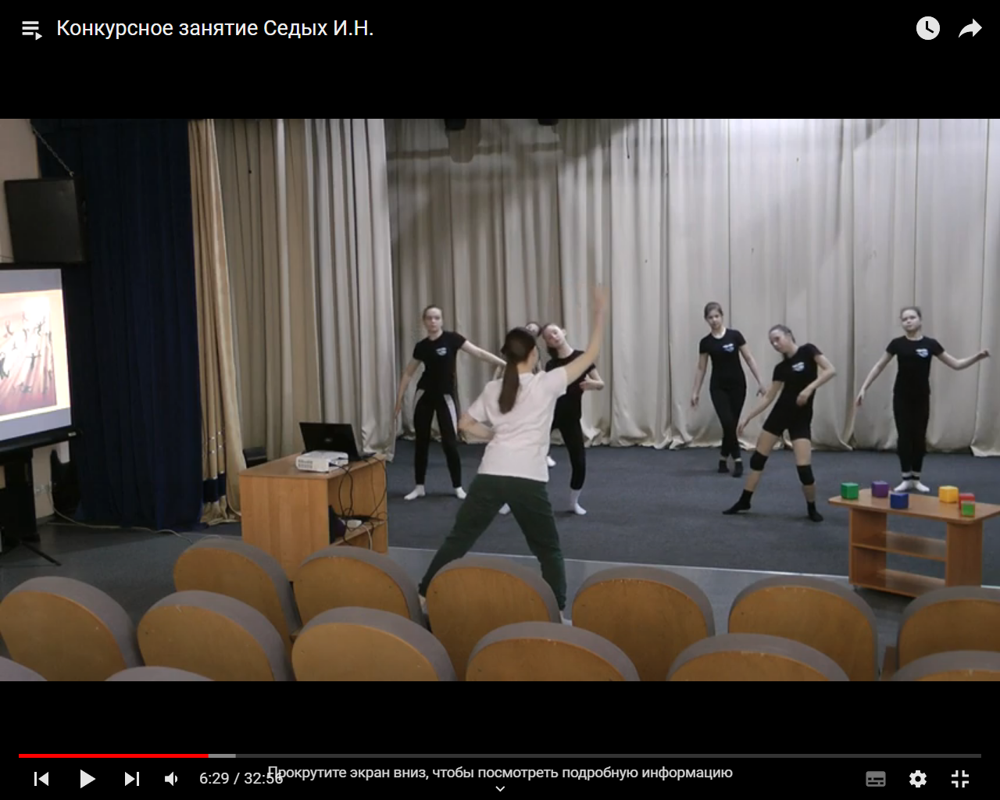 Конкурсное занятие Седых И.Н.
6:29 / 32:56
Прокрутите экран вниз, чтобы посмотреть подробную информацию